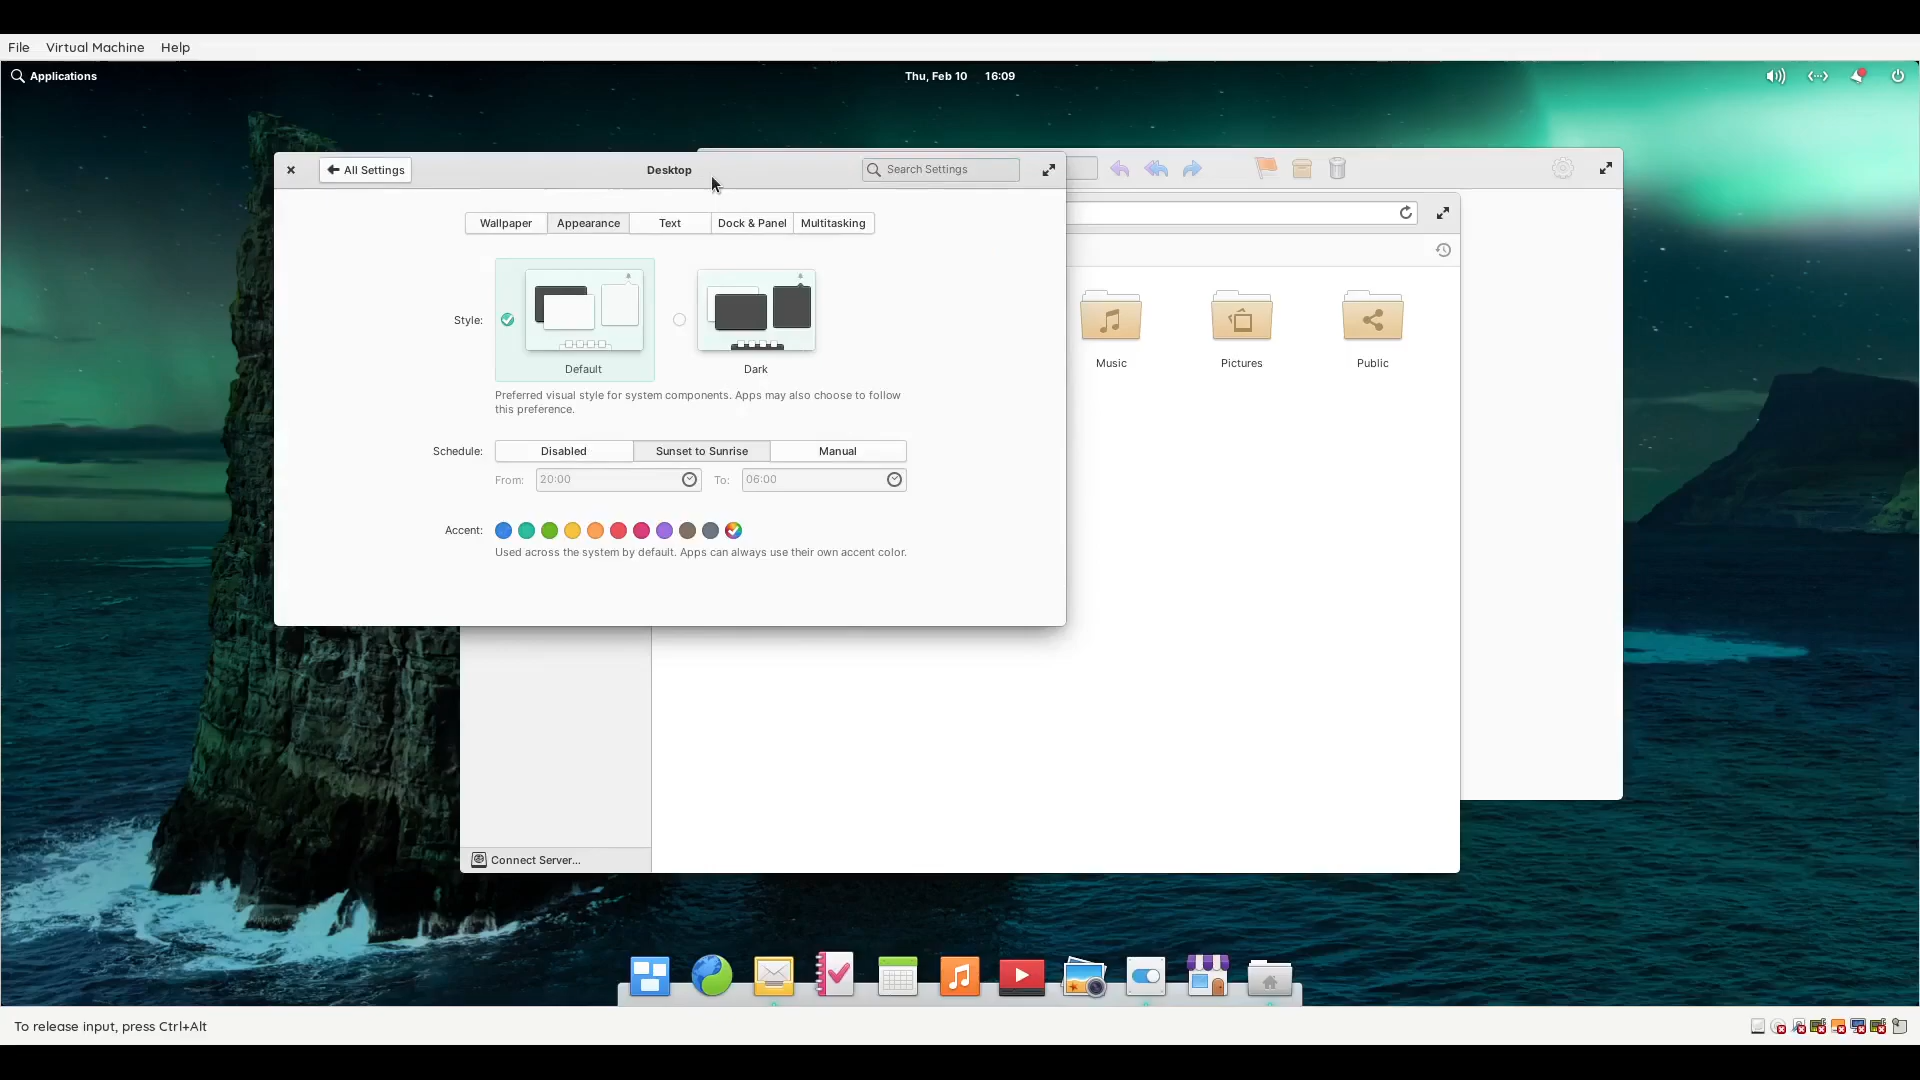 File Virtual Machine Help
Applications Thu, Feb 10 16:09
All Settings Desktop Search Settings
Wallpaper Appearance Text Dock & Panel Multitasking
Style:
Default Dark
Preferred visual style for system components. Apps may also choose to follow
this preference.
Schedule: Disabled Sunset to Sunrise Manual
From: 20:00 To: 06:00
Accent:
Used across the system by default. Apps can always use their own accent color.
Music Pictures Public
Connect Server...
To release input, press Ctrl+Alt